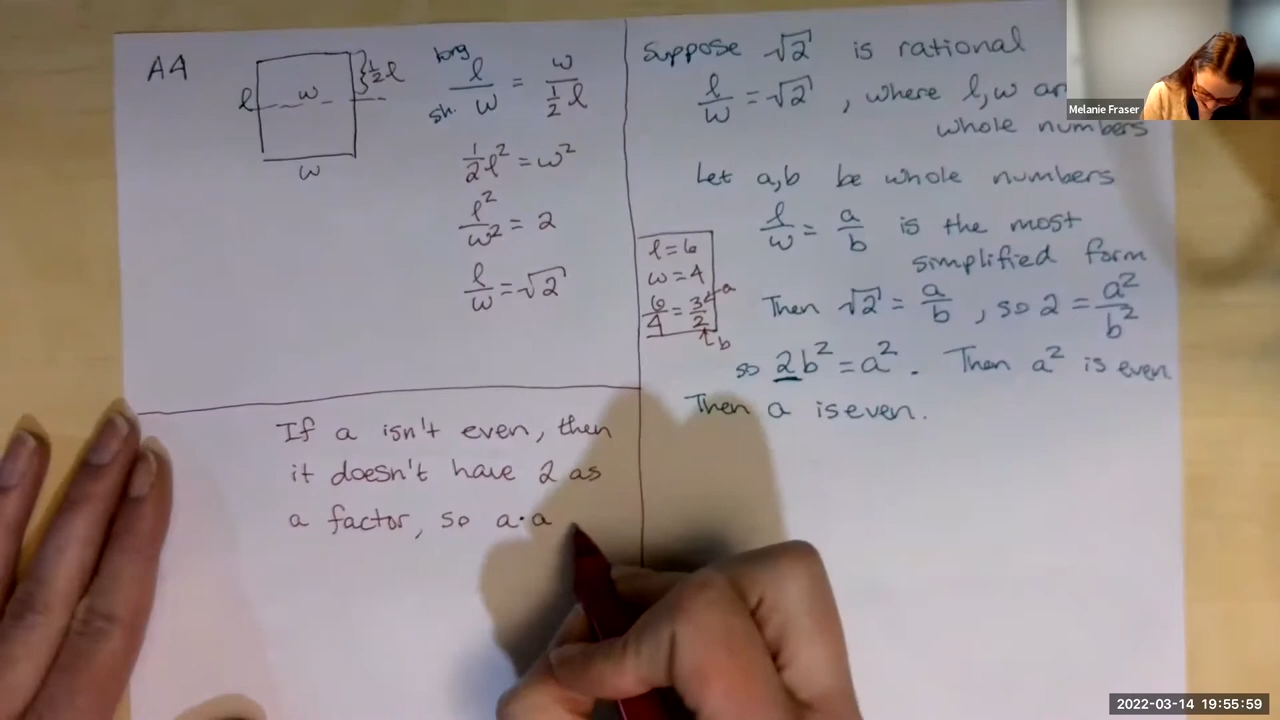 A4
l
w
w
1/2 l
long
l/w = w/(1/2 l)
sh.
1/2 l² = w²
l²/w² = 2
l/w = √2
If a isn't even, then
it doesn't have 2 as
a factor, so a·a
Suppose √2 is rational
l/w = √2, where l,w ar
whole numbers
Let a,b be whole numbers
l/w = a/b is the most
simplified form
l=6
w=4
6/4 = 3/2
a
b
Then √2 = a/b, so 2 = a²/b²
so 2b² = a². Then a² is even
Then a is even.
Melanie Fraser
2022-03-14 19:55:59